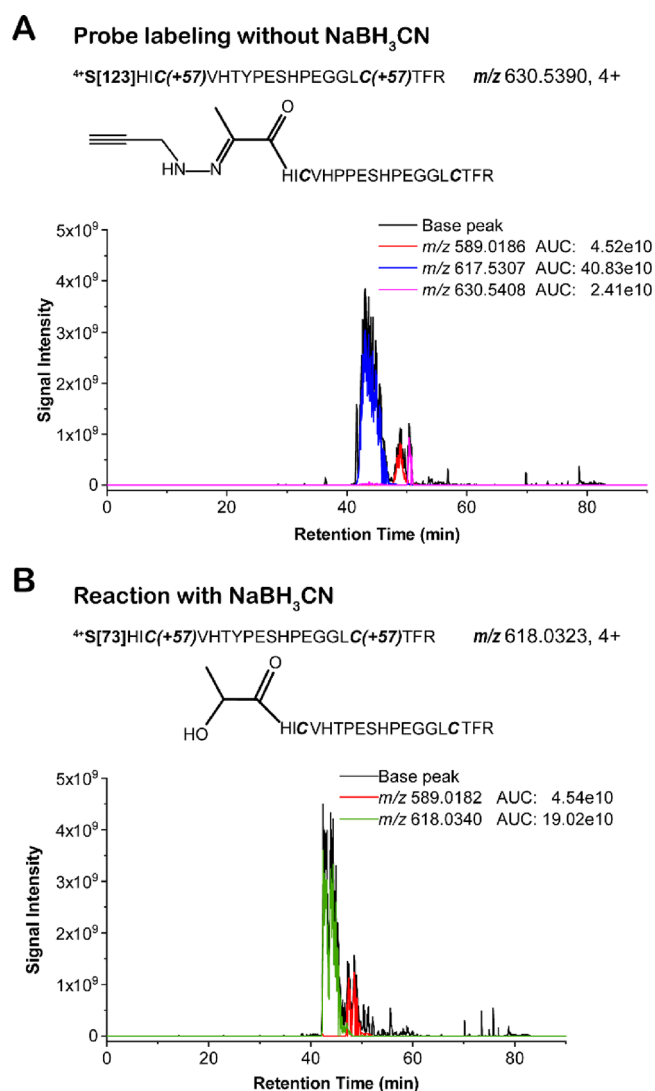 A
Probe labeling without NaBH₃CN
⁴⁺S[123]HIC(+57)VHTYPESHPEGGLC(+57)TFR m/z 630.5390, 4+
O
HN N
HICVHPPESHPEGGLCTFR
Base peak
m/z 589.0186 AUC: 4.52e10
m/z 617.5307 AUC: 40.83e10
m/z 630.5408 AUC: 2.41e10
5x10⁹
4x10⁹
3x10⁹
2x10⁹
1x10⁹
0
Signal Intensity
0 20 40 60 80
Retention Time (min)
B
Reaction with NaBH₃CN
⁴⁺S[73]HIC(+57)VHTYPESHPEGGLC(+57)TFR m/z 618.0323, 4+
O
HO
HICVHTPESHPEGGLCTFR
Base peak
m/z 589.0182 AUC: 4.54e10
m/z 618.0340 AUC: 19.02e10
5x10⁹
4x10⁹
3x10⁹
2x10⁹
1x10⁹
0
Signal Intensity
0 20 40 60 80
Retention Time (min)